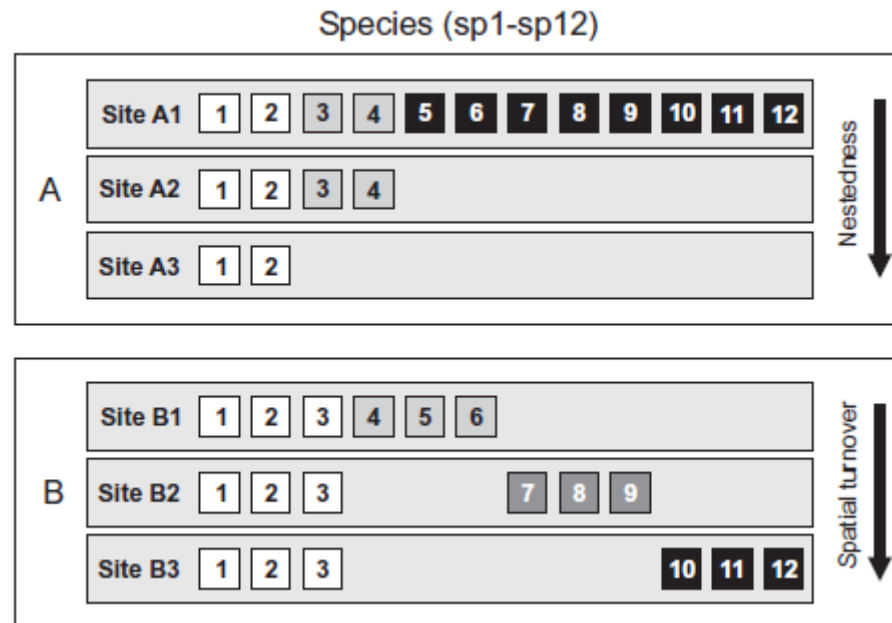 Species (sp1-sp12)
A
Site A1 1 2 3 4 5 6 7 8 9 10 11 12
Site A2 1 2 3 4
Site A3 1 2
Nestedness
B
Site B1 1 2 3 4 5 6
Site B2 1 2 3 7 8 9
Site B3 1 2 3 10 11 12
Spatial turnover